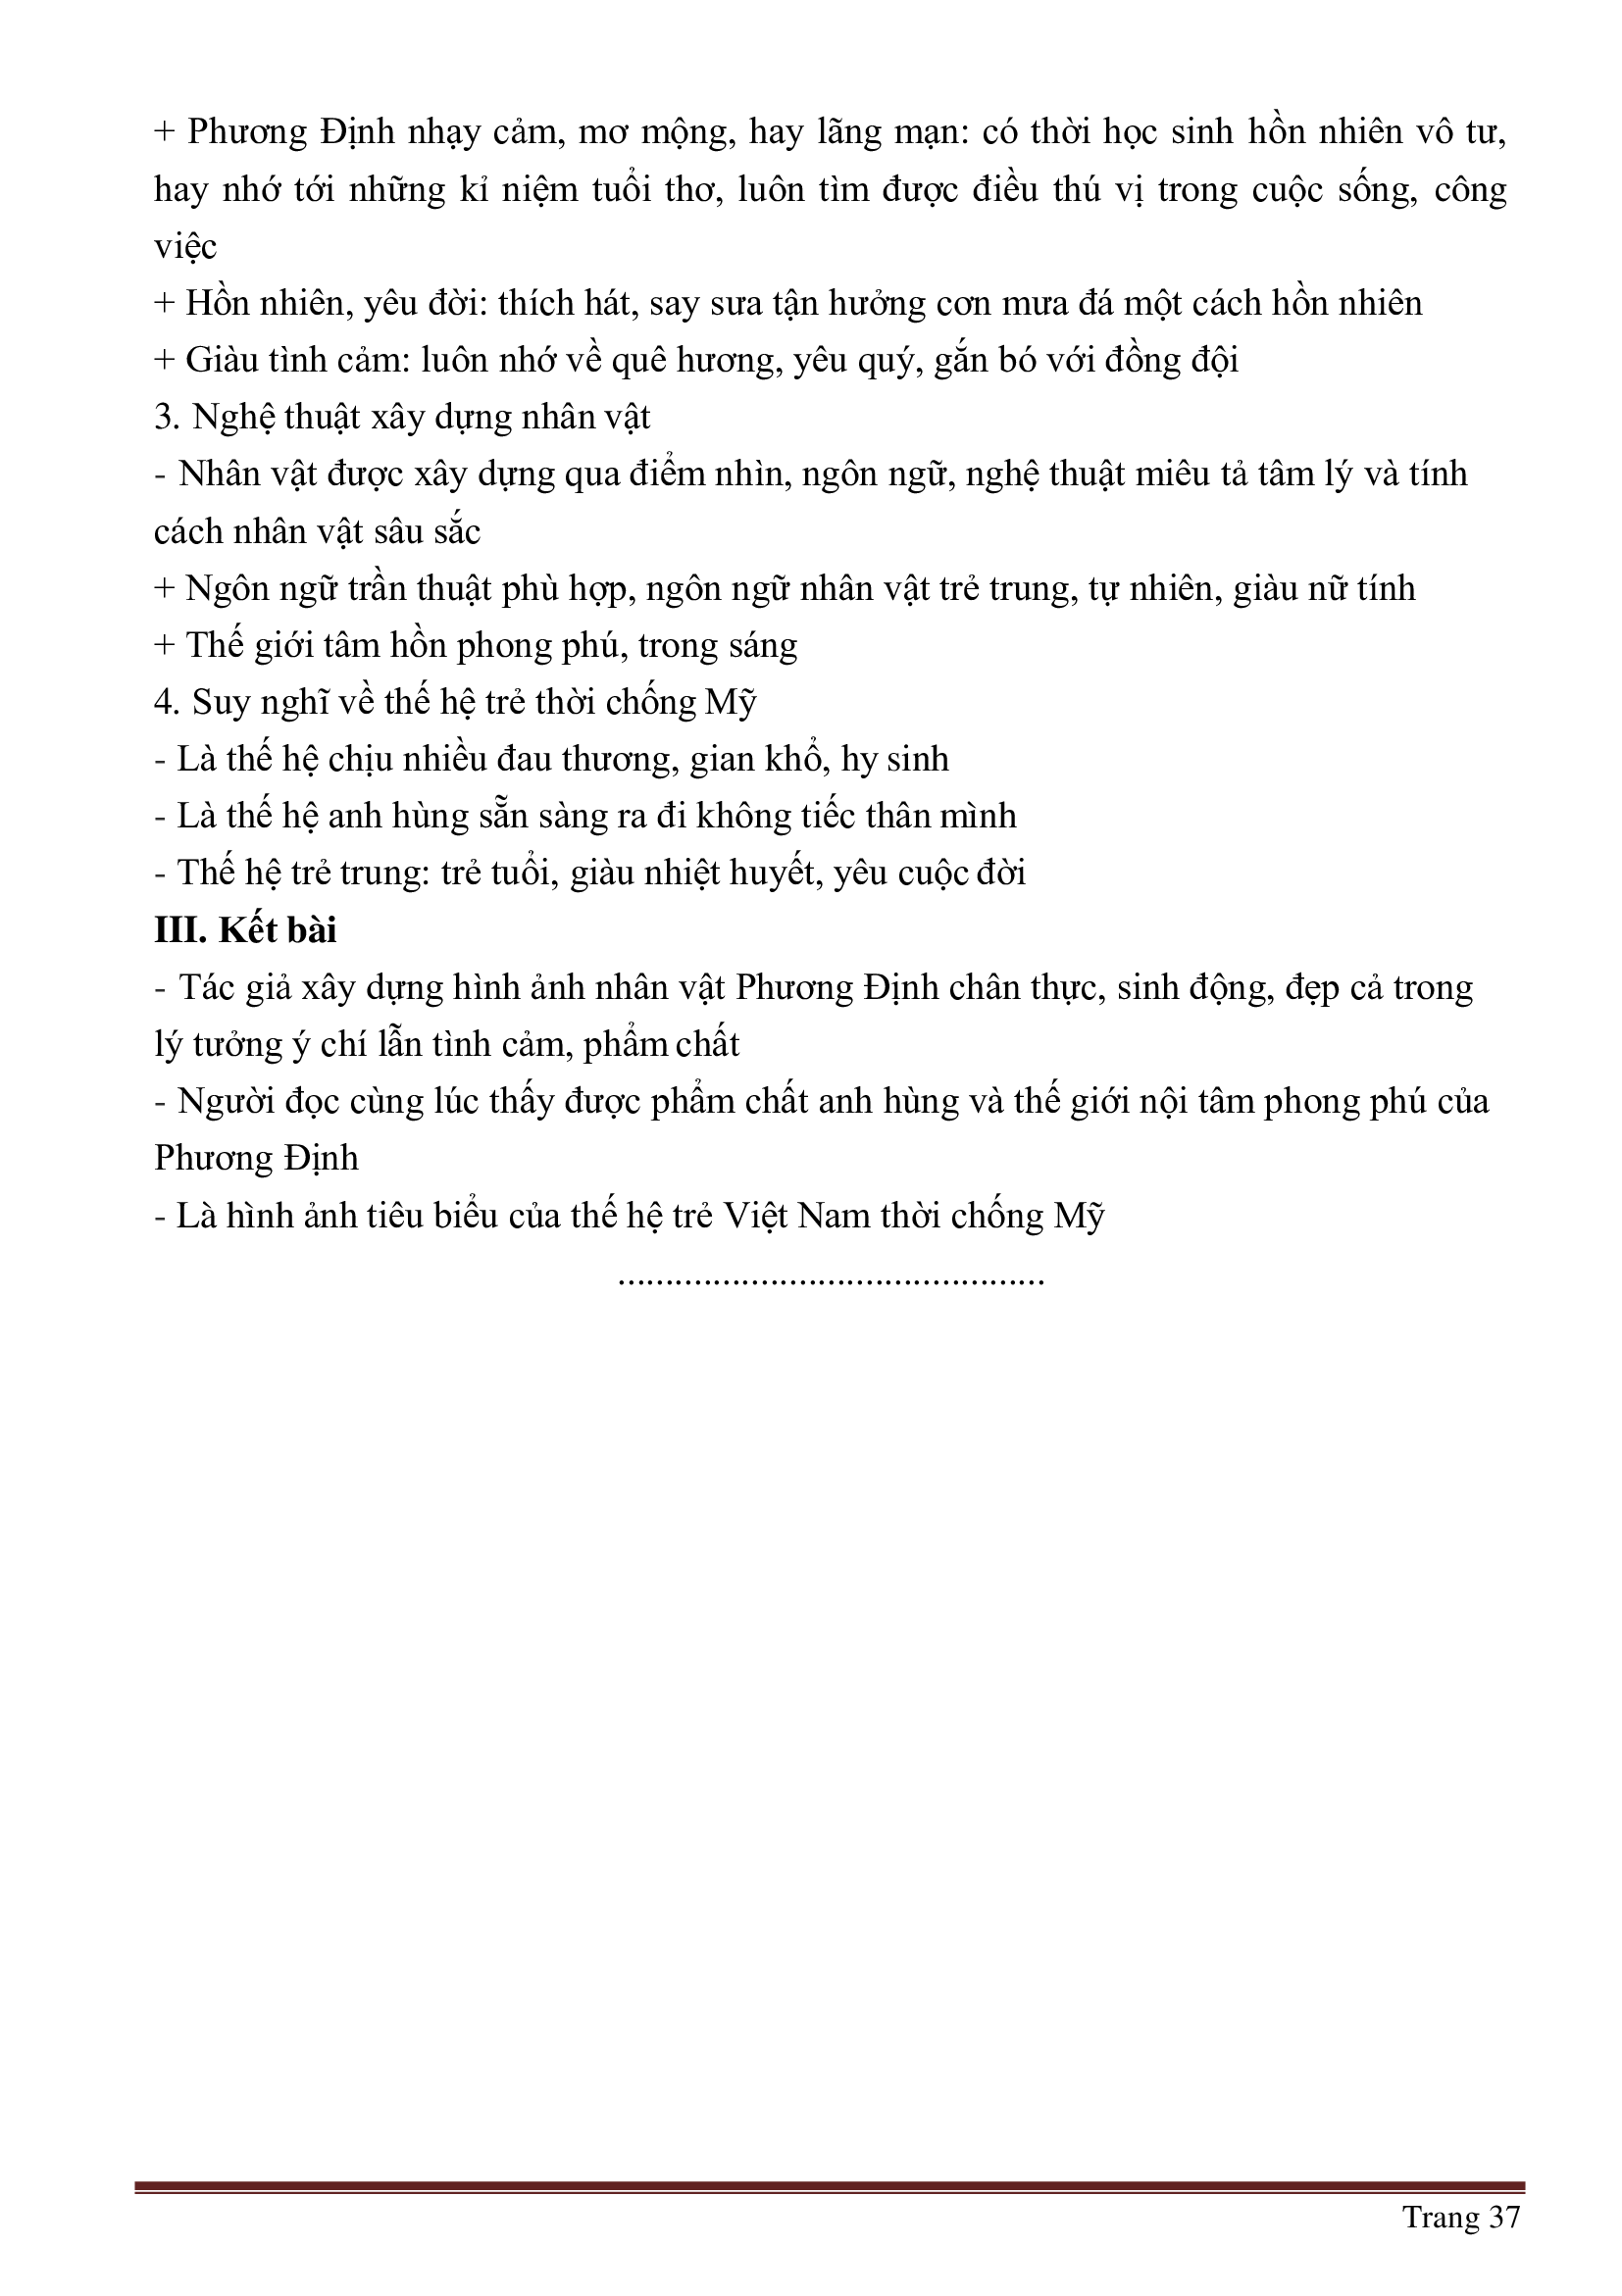 + Phương Định nhạy cảm, mơ mộng, hay lãng mạn: có thời học sinh hồn nhiên vô tư,
hay nhớ tới những kỉ niệm tuổi thơ, luôn tìm được điều thú vị trong cuộc sống, công
việc
+ Hồn nhiên, yêu đời: thích hát, say sưa tận hưởng cơn mưa đá một cách hồn nhiên
+ Giàu tình cảm: luôn nhớ về quê hương, yêu quý, gắn bó với đồng đội
3. Nghệ thuật xây dựng nhân vật
- Nhân vật được xây dựng qua điểm nhìn, ngôn ngữ, nghệ thuật miêu tả tâm lý và tính
cách nhân vật sâu sắc
+ Ngôn ngữ trần thuật phù hợp, ngôn ngữ nhân vật trẻ trung, tự nhiên, giàu nữ tính
+ Thế giới tâm hồn phong phú, trong sáng
4. Suy nghĩ về thế hệ trẻ thời chống Mỹ
- Là thế hệ chịu nhiều đau thương, gian khổ, hy sinh
- Là thế hệ anh hùng sẵn sàng ra đi không tiếc thân mình
- Thế hệ trẻ trung: trẻ tuổi, giàu nhiệt huyết, yêu cuộc đời
III. Kết bài
- Tác giả xây dựng hình ảnh nhân vật Phương Định chân thực, sinh động, đẹp cả trong
lý tưởng ý chí lẫn tình cảm, phẩm chất
- Người đọc cùng lúc thấy được phẩm chất anh hùng và thế giới nội tâm phong phú của
Phương Định
- Là hình ảnh tiêu biểu của thế hệ trẻ Việt Nam thời chống Mỹ
.............................................
Trang 37